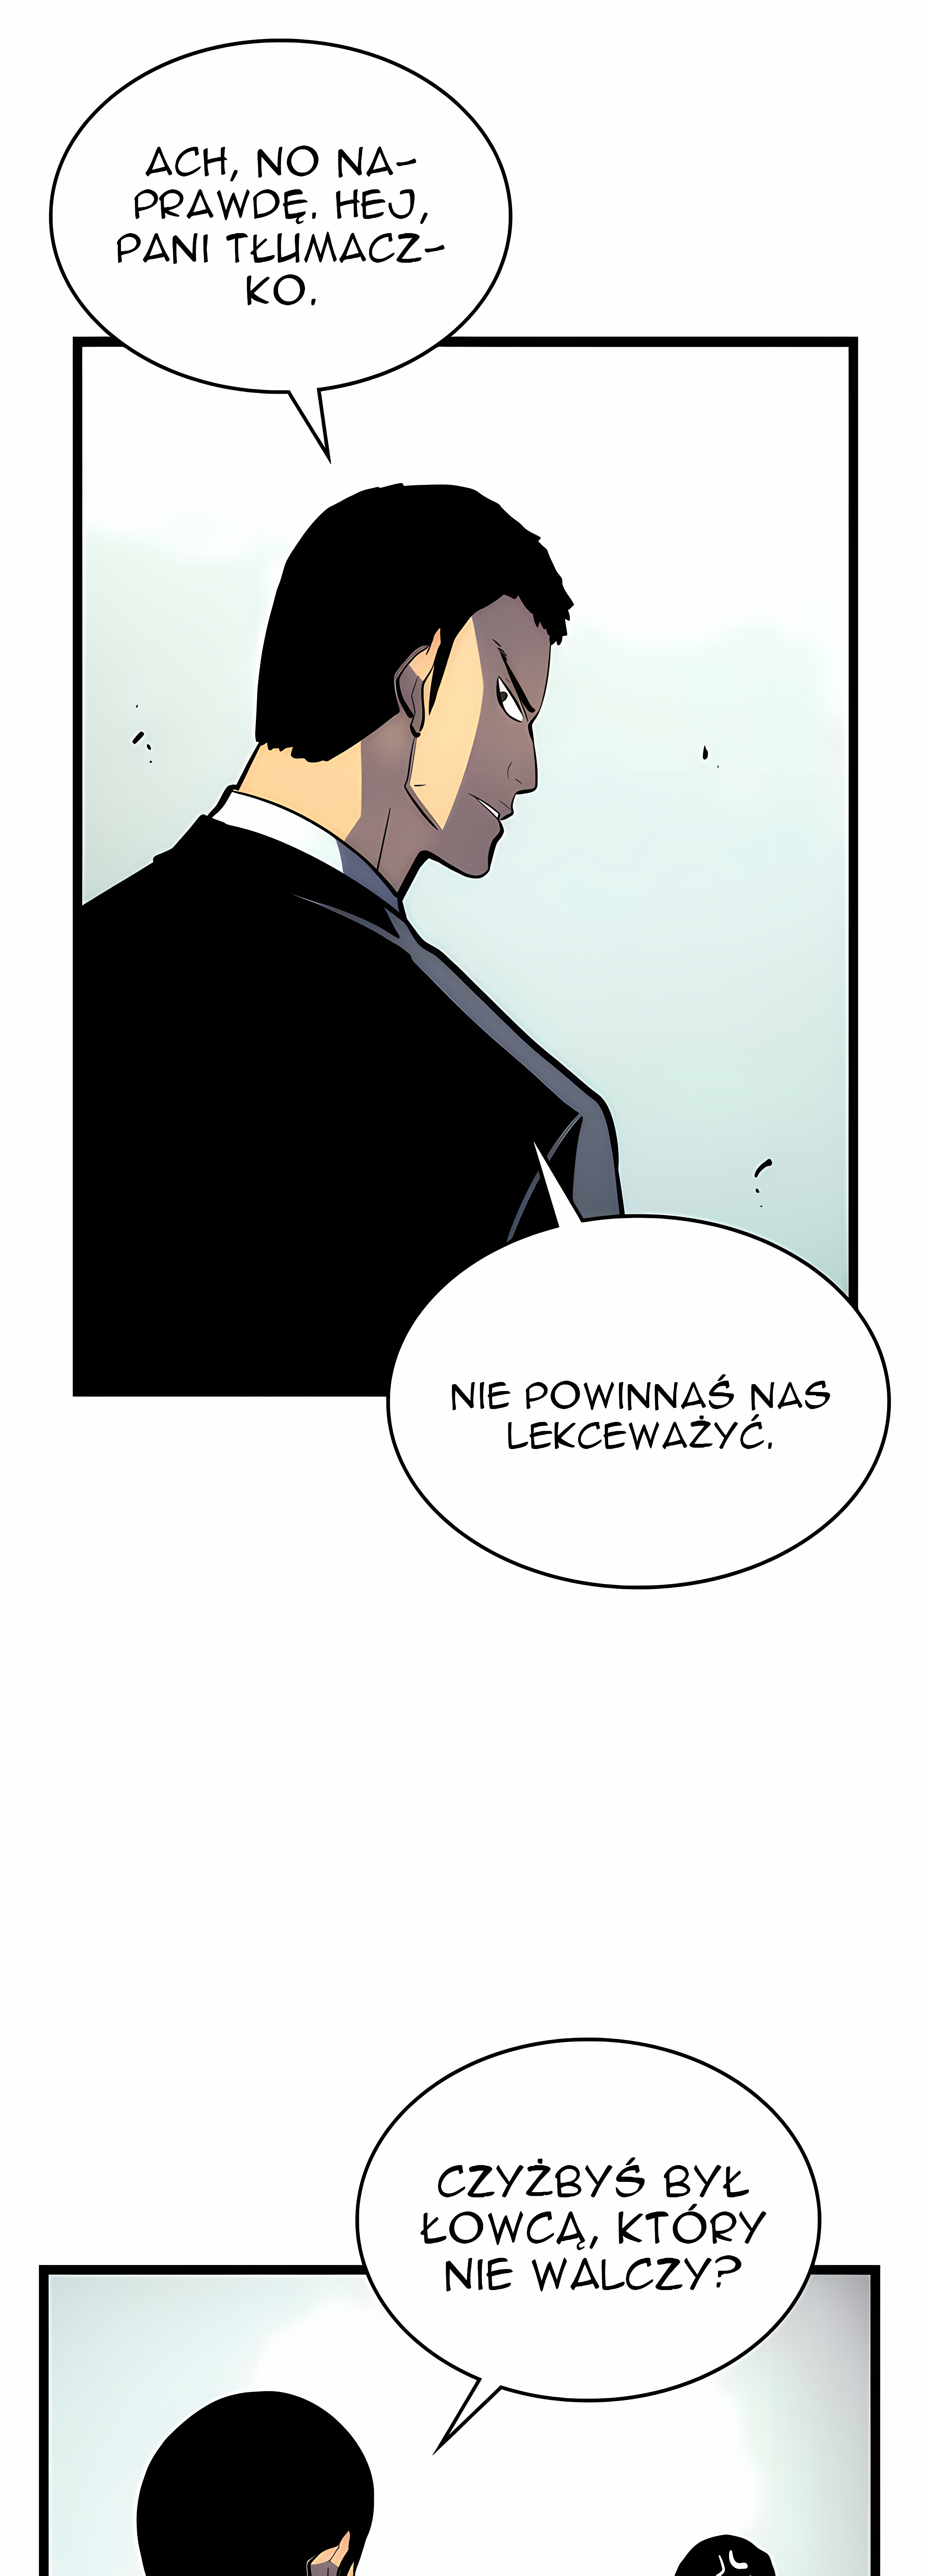 ACH, NO NA-
PRAWDĘ. HEJ,
PANI TŁUMACZ-
KO.
NIE POWINNAŚ NAS
LEKCEWAŻYĆ.
CZYŻBYŚ BYŁ
ŁOWCĄ, KTÓRY
NIE WALCZY?